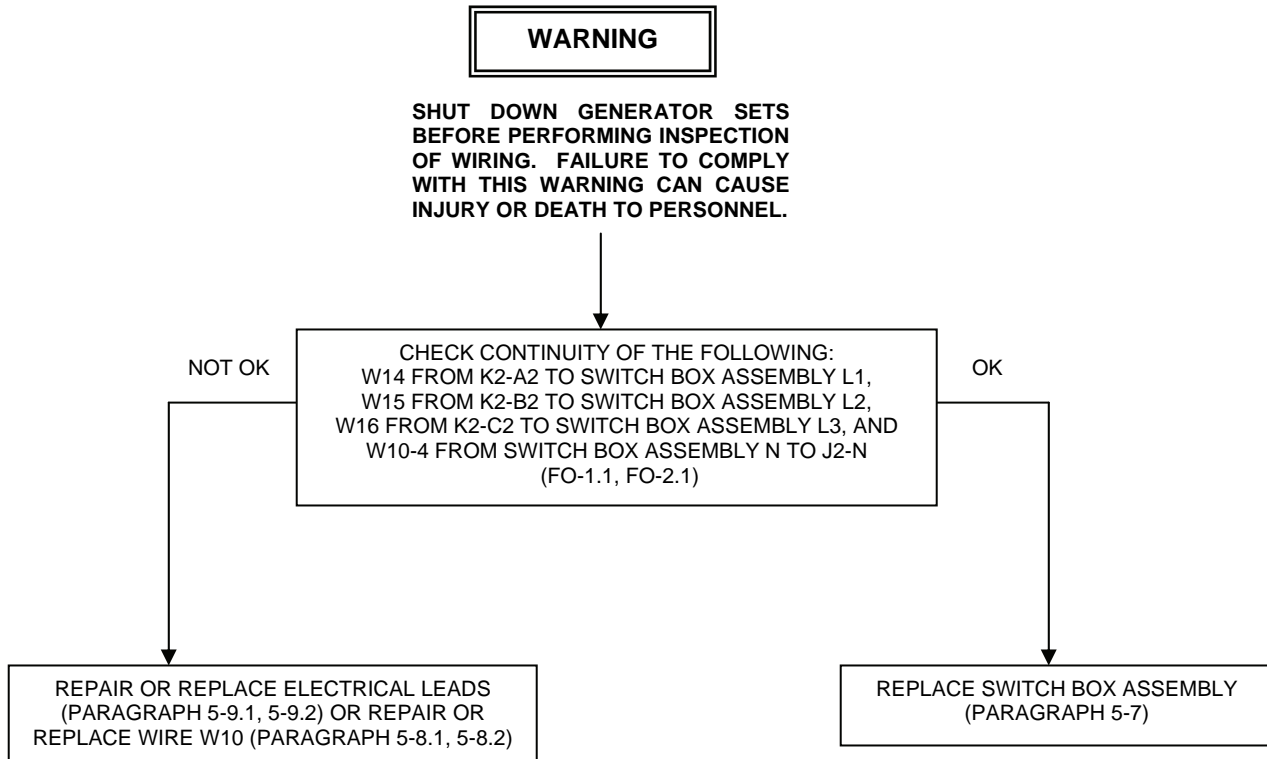 WARNING
SHUT DOWN GENERATOR SETS
BEFORE PERFORMING INSPECTION
OF WIRING. FAILURE TO COMPLY
WITH THIS WARNING CAN CAUSE
INJURY OR DEATH TO PERSONNEL.
NOT OK
CHECK CONTINUITY OF THE FOLLOWING:
W14 FROM K2-A2 TO SWITCH BOX ASSEMBLY L1,
W15 FROM K2-B2 TO SWITCH BOX ASSEMBLY L2,
W16 FROM K2-C2 TO SWITCH BOX ASSEMBLY L3, AND
W10-4 FROM SWITCH BOX ASSEMBLY N TO J2-N
(FO-1.1, FO-2.1)
OK
REPAIR OR REPLACE ELECTRICAL LEADS
(PARAGRAPH 5-9.1, 5-9.2) OR REPAIR OR
REPLACE WIRE W10 (PARAGRAPH 5-8.1, 5-8.2)
REPLACE SWITCH BOX ASSEMBLY
(PARAGRAPH 5-7)